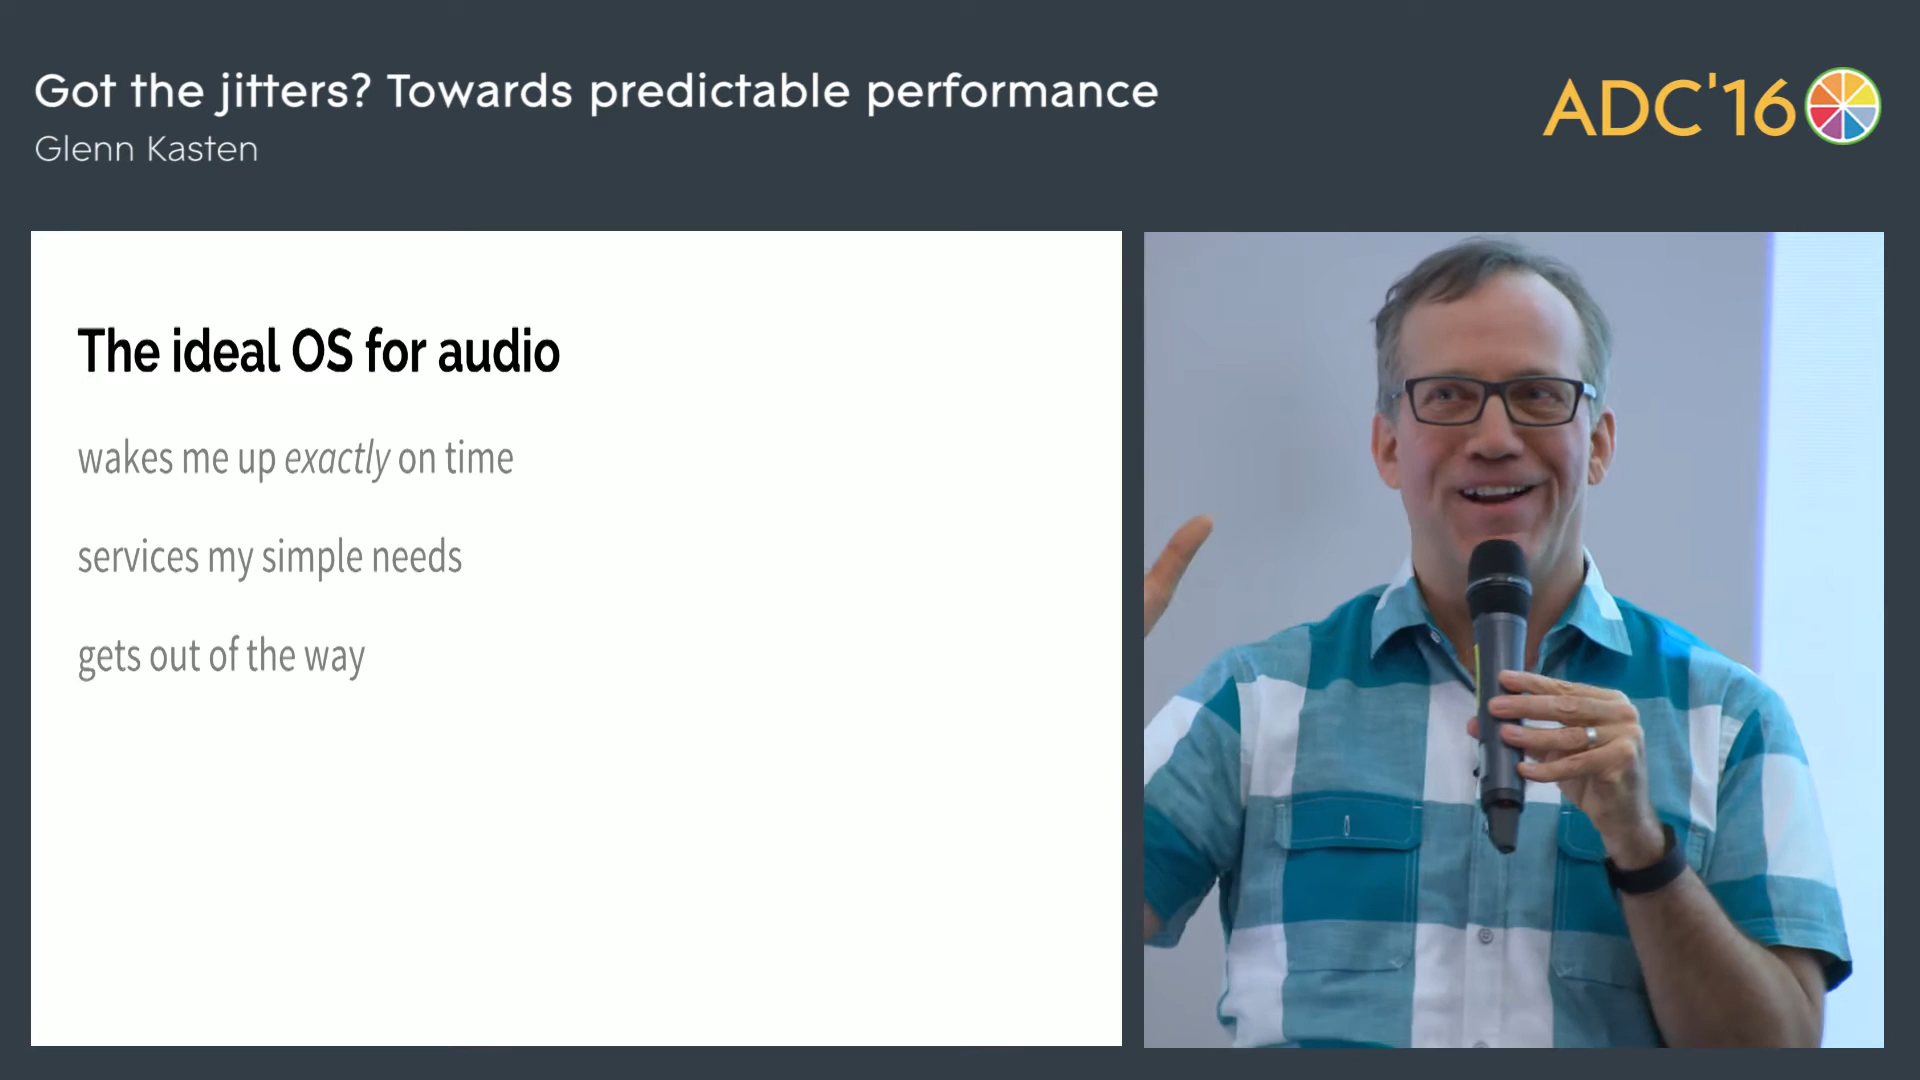 Got the jitters? Towards predictable performance
Glenn Kasten
ADC'16
The ideal OS for audio
wakes me up exactly on time
services my simple needs
gets out of the way